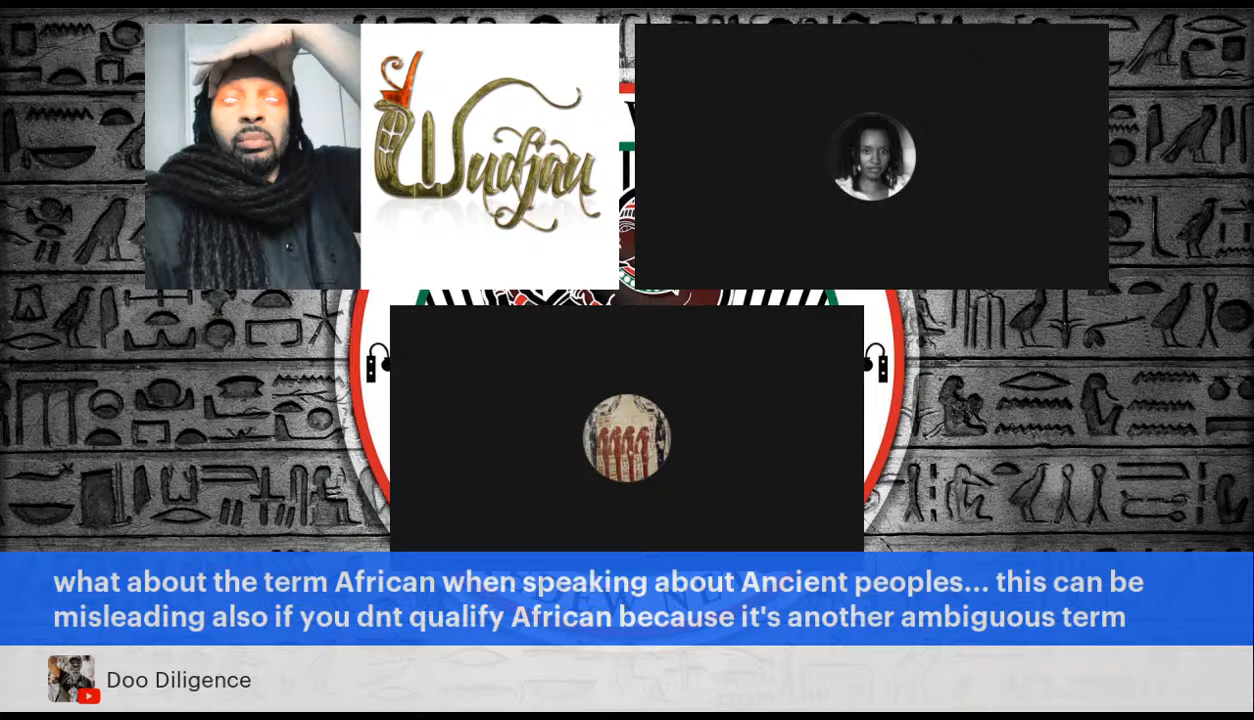 Wudjau
what about the term African when speaking about Ancient peoples... this can be
misleading also if you dnt qualify African because it's another ambiguous term
Doo Diligence